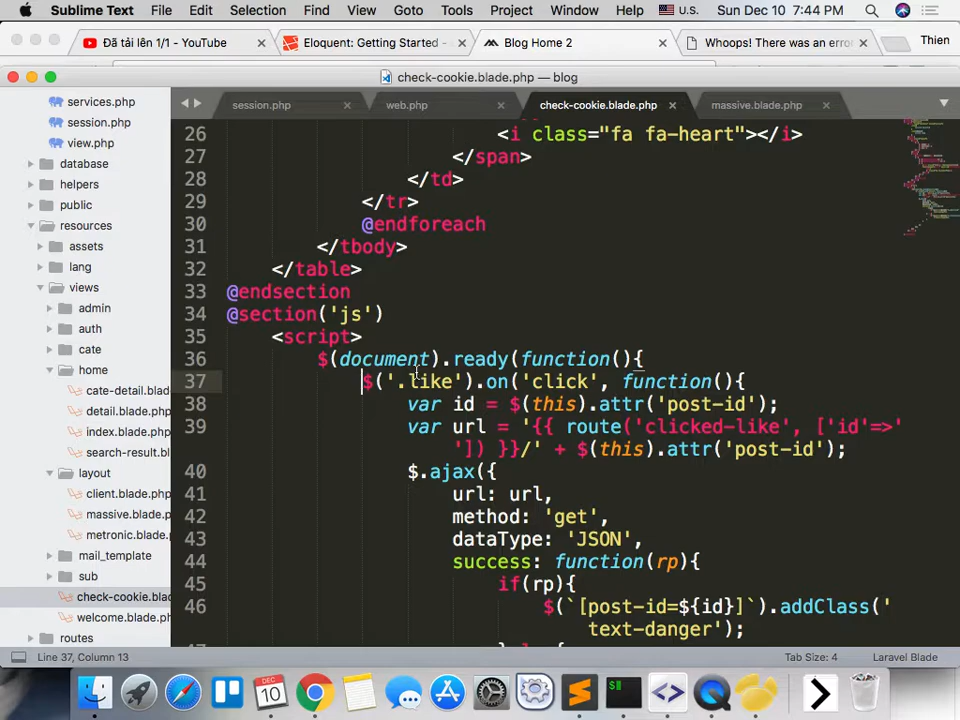 Sublime Text File Edit Selection Find View Goto Tools Project Window Help U.S. Sun Dec 10 7:44 PM
Đã tải lên 1/1 - YouTube × Eloquent: Getting Started - × Blog Home 2 × Whoops! There was an error × Thien
check-cookie.blade.php — blog
session.php × web.php × check-cookie.blade.php × massive.blade.php ×
services.php
session.php
view.php
database
helpers
public
resources
assets
lang
views
admin
auth
cate
home
cate-detail.blad
detail.blade.php
index.blade.php
search-result.bl
layout
client.blade.php
massive.blade.p
metronic.blade.
mail_template
sub
check-cookie.blad
welcome.blade.ph
routes
26 <i class="fa fa-heart"></i>
27 </span>
28 </td>
29 </tr>
30 @endforeach
31 </tbody>
32 </table>
33 @endsection
34 @section('js')
35 <script>
36 $(document).ready(function(){
37 $('.like').on('click', function(){
38 var id = $(this).attr('post-id');
39 var url = '{{ route('clicked-like', ['id'=>'
']) }}/' + $(this).attr('post-id');
40 $.ajax({
41 url: url,
42 method: 'get',
43 dataType: 'JSON',
44 success: function(rp){
45 if(rp){
46 $(`[post-id=${id}]`).addClass('
text-danger');
Line 37, Column 13 Tab Size: 4 Laravel Blade
DEC
10